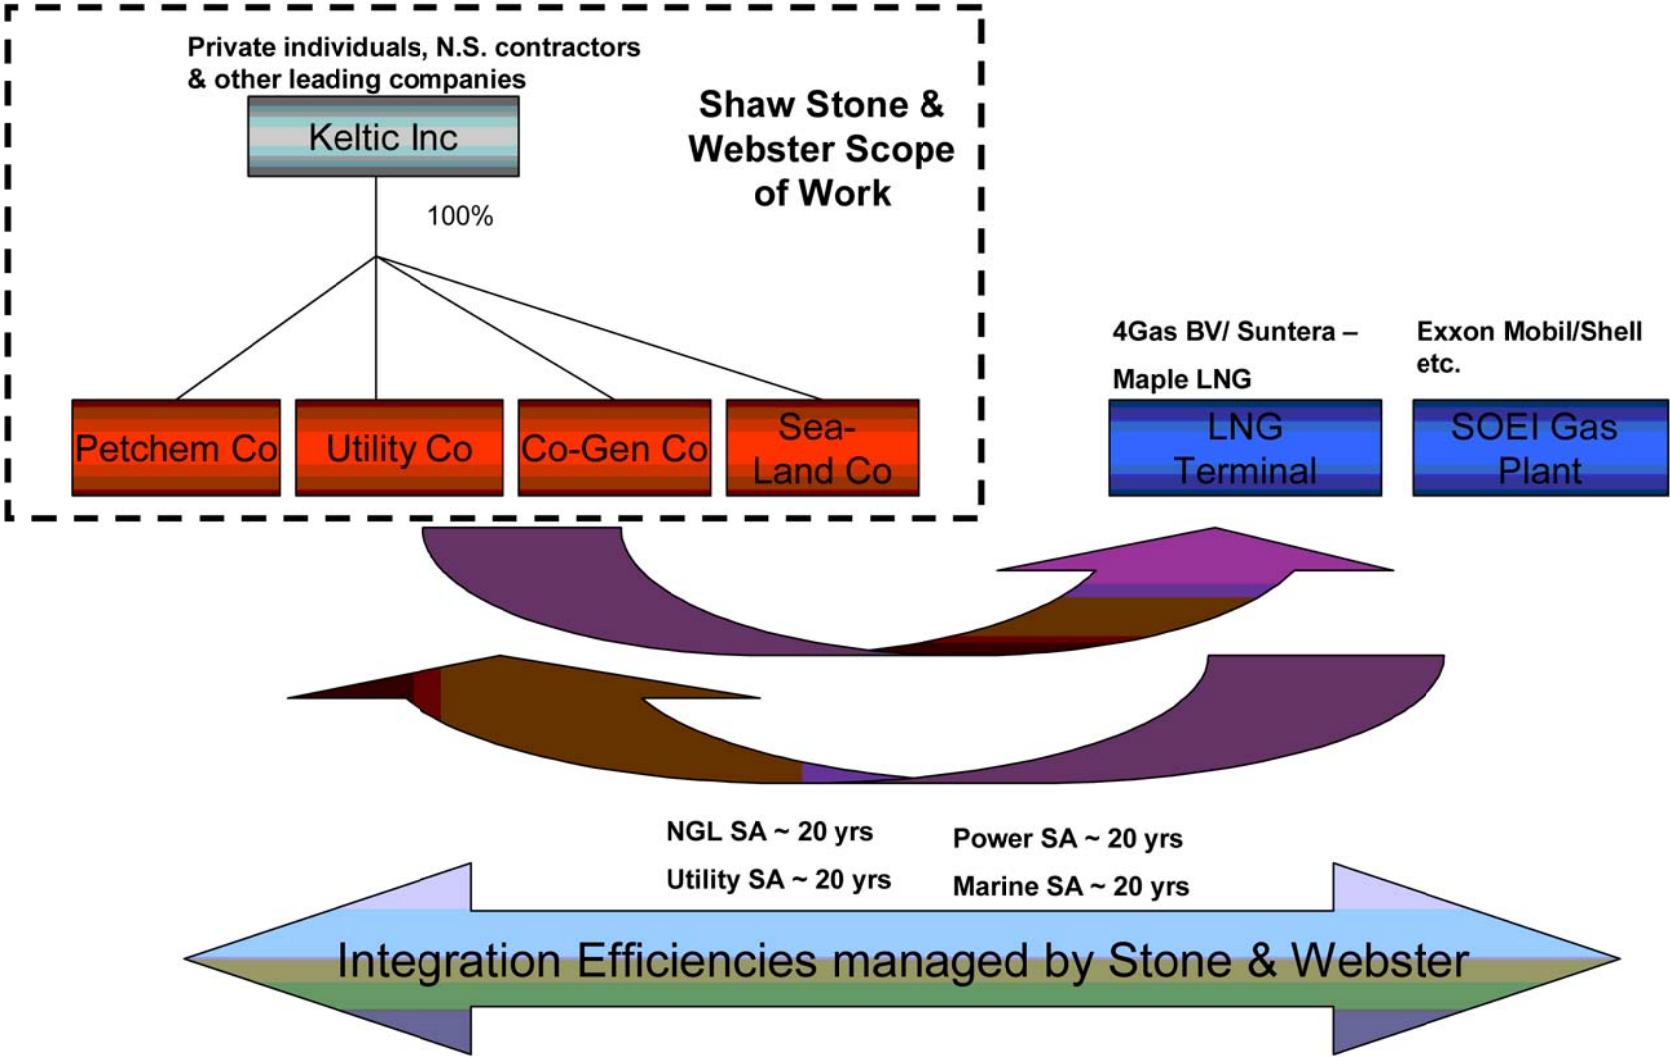 Private individuals, N.S. contractors
& other leading companies
Keltic Inc
Shaw Stone &
Webster Scope
of Work
100%
Petchem Co
Utility Co
Co-Gen Co
Sea-
Land Co
4Gas BV/ Suntera –
Maple LNG
LNG
Terminal
Exxon Mobil/Shell
etc.
SOEI Gas
Plant
NGL SA ~ 20 yrs
Utility SA ~ 20 yrs
Power SA ~ 20 yrs
Marine SA ~ 20 yrs
Integration Efficiencies managed by Stone & Webster